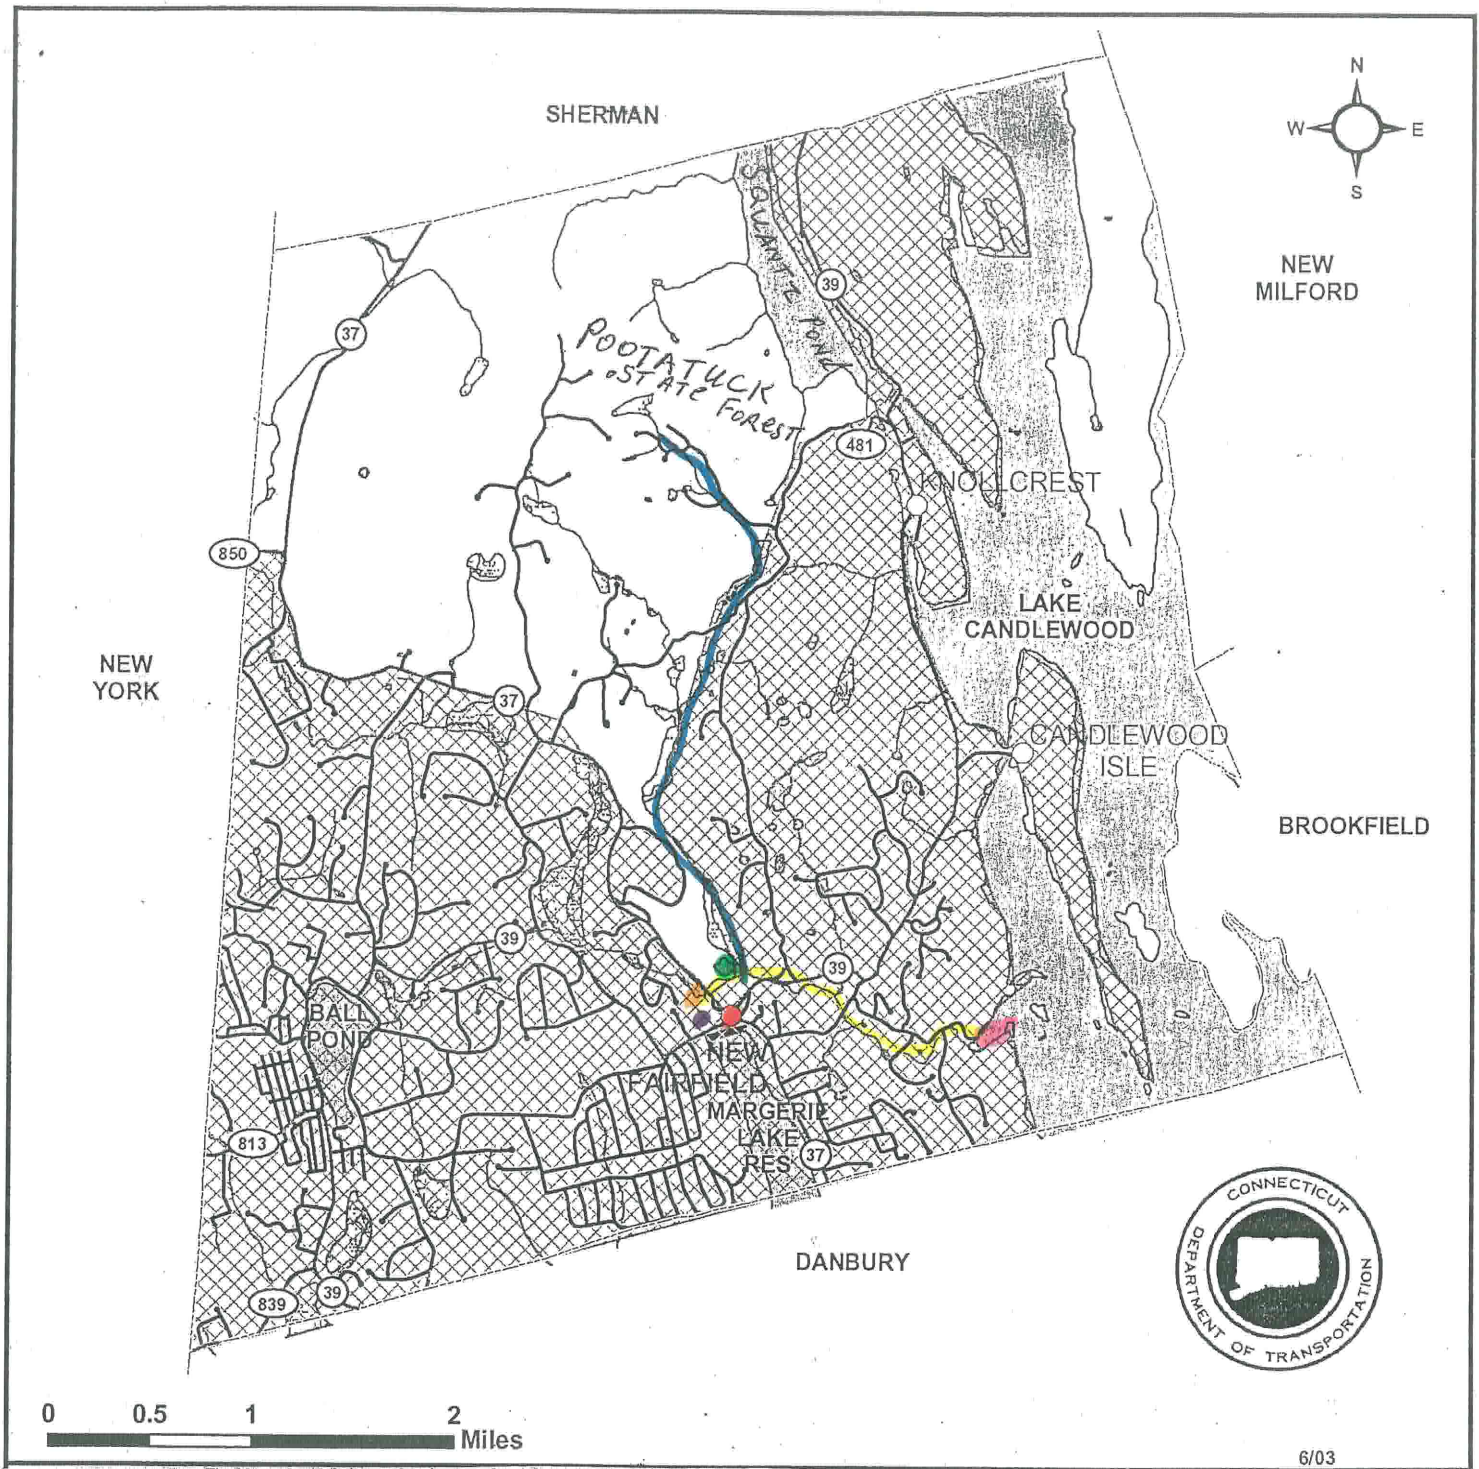 SHERMAN
N
W E
S
NEW
MILFORD
SQUANTZ POND
39
37
POOTATUCK
STATE FOREST
481
KNOLLCREST
850
LAKE
CANDLEWOOD
NEW
YORK
37
CANDLEWOOD
ISLE
BROOKFIELD
39
39
BALL
POND
NEW
FAIRFIELD
MARGERIE
LAKE
RES
37
813
DANBURY
CONNECTICUT
DEPARTMENT OF TRANSPORTATION
839
39
0 0.5 1 2
Miles
6/03